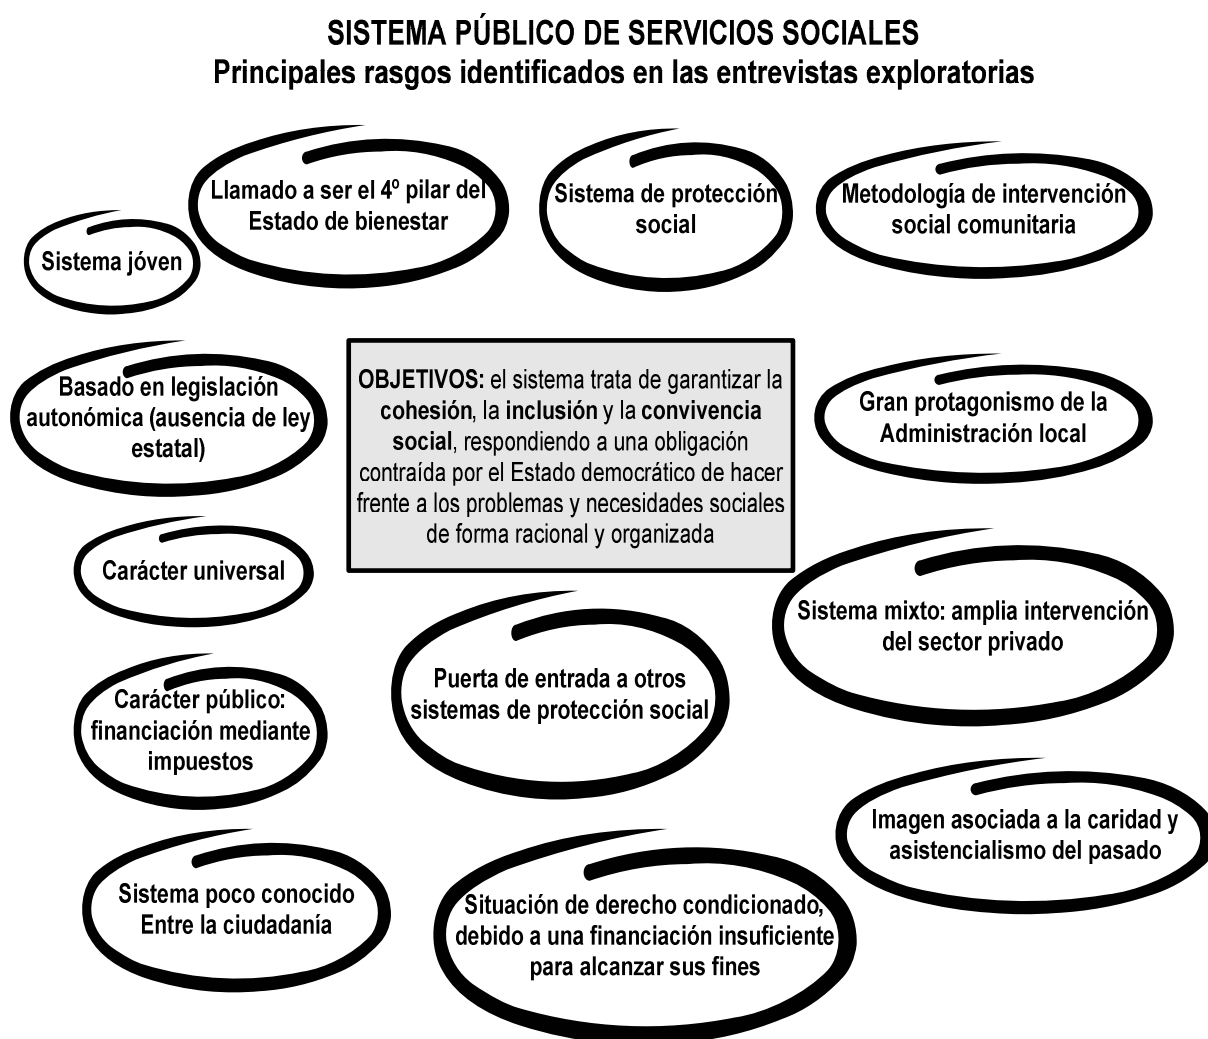 SISTEMA PÚBLICO DE SERVICIOS SOCIALES
Principales rasgos identificados en las entrevistas exploratorias
Llamado a ser el 4º pilar del
Estado de bienestar
Sistema de protección
social
Metodología de intervención
social comunitaria
Sistema jóven
Basado en legislación
autonómica (ausencia de ley
estatal)
OBJETIVOS: el sistema trata de garantizar la
cohesión, la inclusión y la convivencia
social, respondiendo a una obligación
contraída por el Estado democrático de hacer
frente a los problemas y necesidades sociales
de forma racional y organizada
Gran protagonismo de la
Administración local
Carácter universal
Sistema mixto: amplia intervención
del sector privado
Carácter público:
financiación mediante
impuestos
Puerta de entrada a otros
sistemas de protección social
Imagen asociada a la caridad y
asistencialismo del pasado
Sistema poco conocido
Entre la ciudadanía
Situación de derecho condicionado,
debido a una financiación insuficiente
para alcanzar sus fines